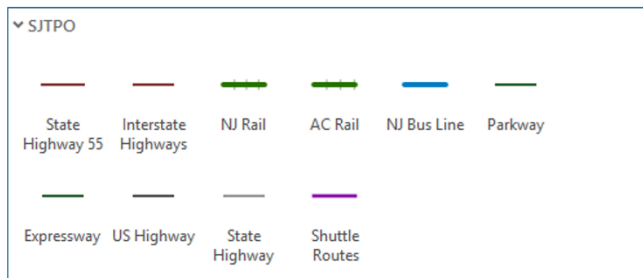 SJTPO
State
Highway 55
Interstate
Highways
NJ Rail
AC Rail
NJ Bus Line
Parkway
Expressway
US Highway
State
Highway
Shuttle
Routes